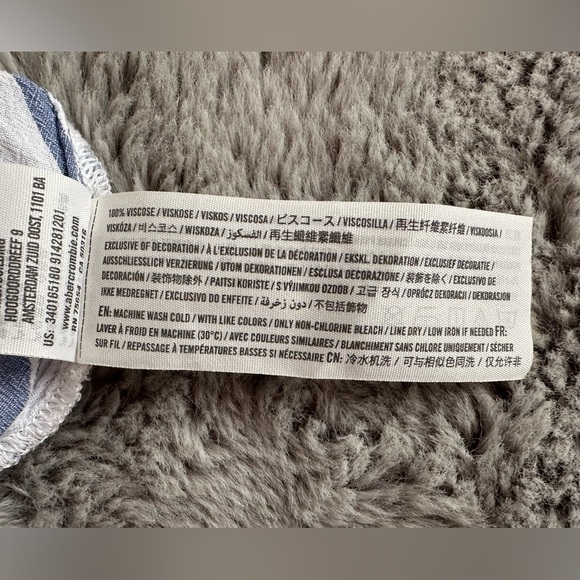 HOOGOORDDREEF 9
AMSTERDAM ZUID OOST, 1101 BA
US: 340165180 914281201
www.abercrombie.com
RN 75654 CA 50318
100% VISCOSE / VISKOSE / VISKOS / VISCOSA / ビスコース / VISCOSILLA / 再生纤维素纤维 / VISKOOSIA
VISKÓZA / 비스코스 / WISKOZA / الفسكوز / 再生纖維素纖維
EXCLUSIVE OF DECORATION / À L'EXCLUSION DE LA DÉCORATION / EKSKL. DEKORATION / EXCLUSIEF DECORATIE /
AUSSCHLIESSLICH VERZIERUNG / UTOM DEKORATIONEN / ESCLUSA DECORAZIONE / 装飾を除く / EXCLUSIVO DE
DECORACIÓN / 装饰物除外 / PAITSI KORISTE / S VÝJIMKOU OZDOB / 고급 장식 / OPRÓCZ DEKORACJI / DEKORASJON
IKKE MEDREGNET / EXCLUSIVO DO ENFEITE / دون زخرفة / 不包括飾物
EN: MACHINE WASH COLD / WITH LIKE COLORS / ONLY NON-CHLORINE BLEACH / LINE DRY / LOW IRON IF NEEDED FR:
LAVER À FROID EN MACHINE (30°C) / AVEC COULEURS SIMILAIRES / BLANCHIMENT SANS CHLORE UNIQUEMENT / SÉCHER
SUR FIL / REPASSAGE À TEMPÉRATURES BASSES SI NÉCESSAIRE CN: 冷水机洗 / 可与相似色同洗 / 仅允许非